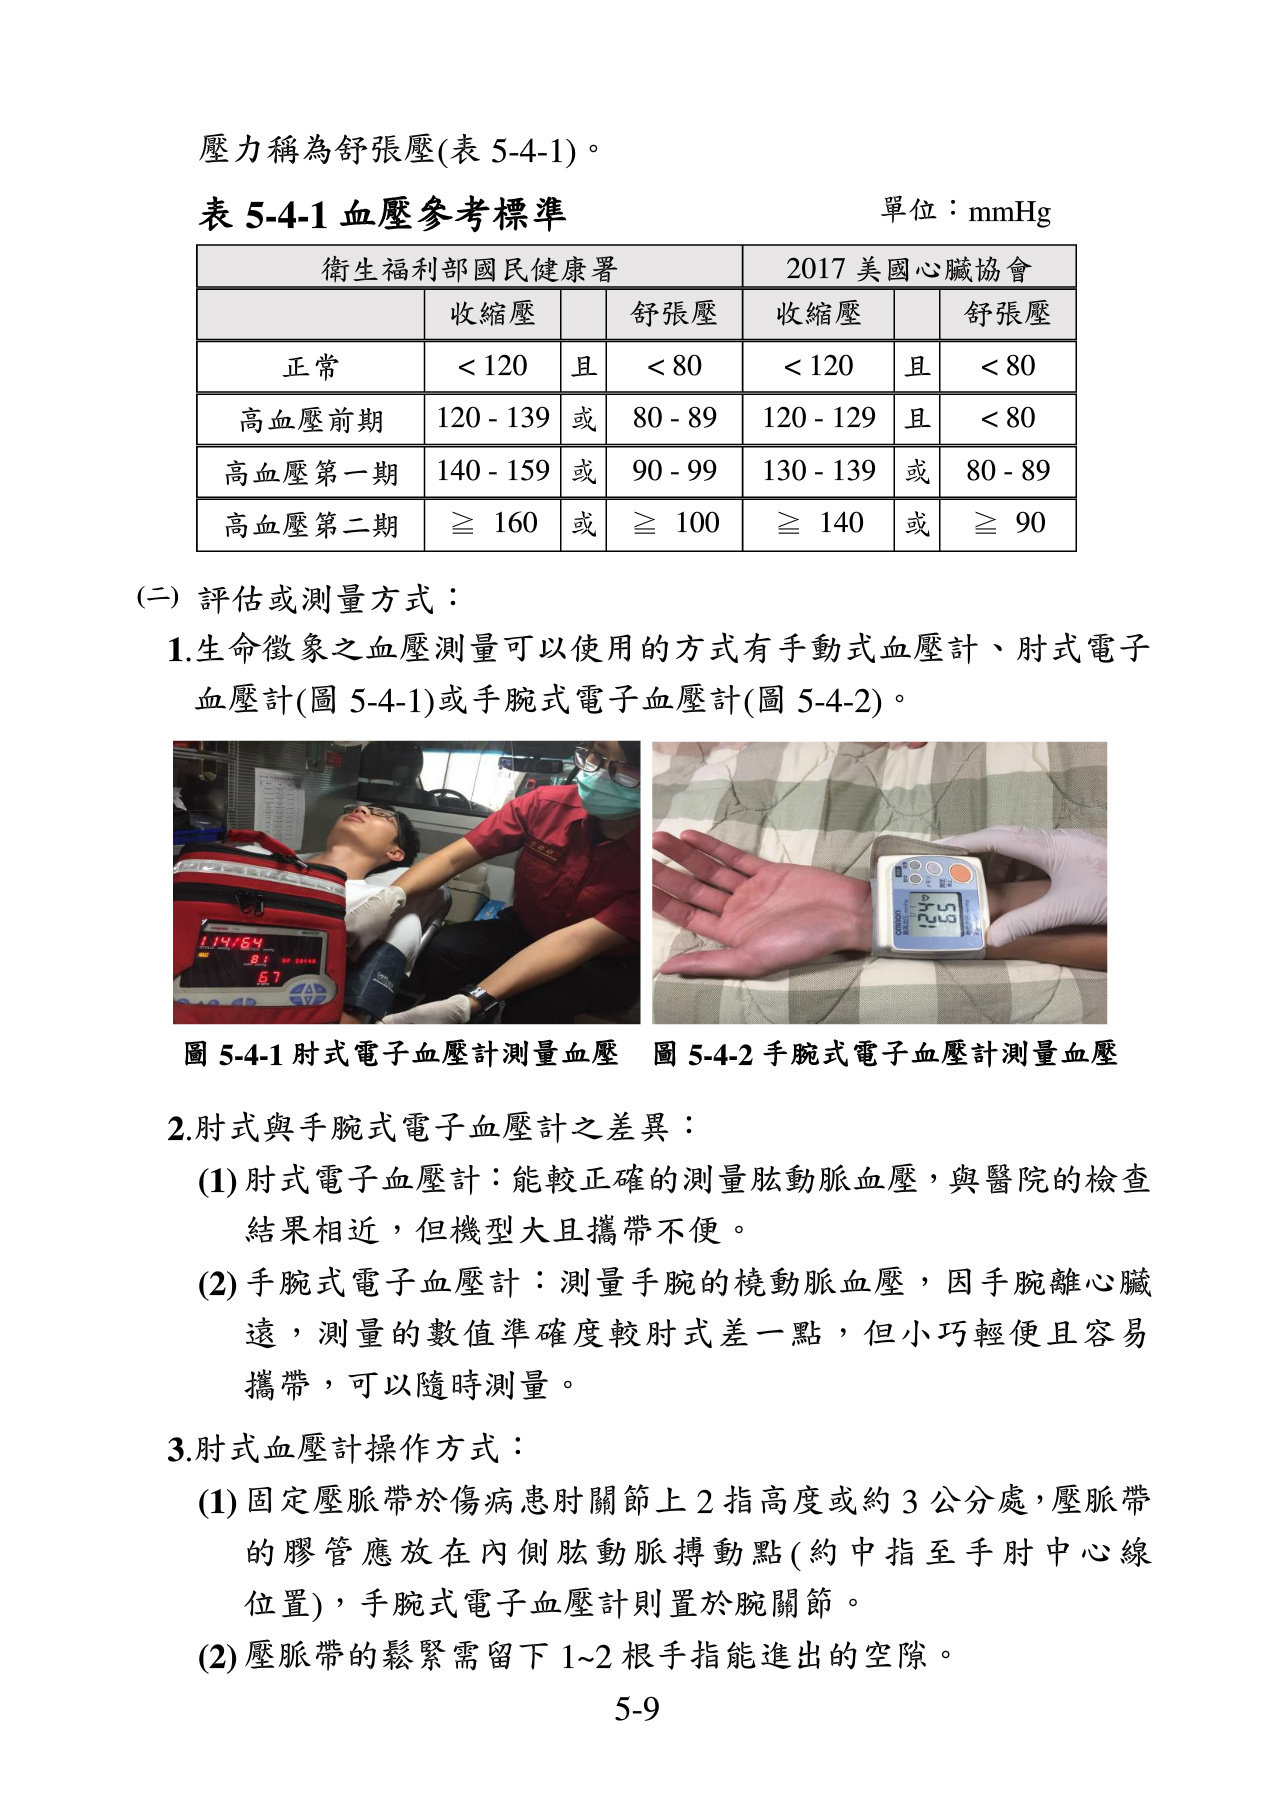 壓力稱為舒張壓(表 5-4-1)。
表 5-4-1 血壓參考標準 單位：mmHg
衛生福利部國民健康署 2017 美國心臟協會
收縮壓 舒張壓 收縮壓 舒張壓
正常 < 120 且 < 80 < 120 且 < 80
高血壓前期 120 - 139 或 80 - 89 120 - 129 且 < 80
高血壓第一期 140 - 159 或 90 - 99 130 - 139 或 80 - 89
高血壓第二期 ≧ 160 或 ≧ 100 ≧ 140 或 ≧ 90
(二) 評估或測量方式：
1.生命徵象之血壓測量可以使用的方式有手動式血壓計、肘式電子
血壓計(圖 5-4-1)或手腕式電子血壓計(圖 5-4-2)。
114/64
81
67
OMRON
124
65
圖 5-4-1 肘式電子血壓計測量血壓 圖 5-4-2 手腕式電子血壓計測量血壓
2.肘式與手腕式電子血壓計之差異：
(1) 肘式電子血壓計：能較正確的測量肱動脈血壓，與醫院的檢查
結果相近，但機型大且攜帶不便。
(2) 手腕式電子血壓計：測量手腕的橈動脈血壓，因手腕離心臟
遠，測量的數值準確度較肘式差一點，但小巧輕便且容易
攜帶，可以隨時測量。
3.肘式血壓計操作方式：
(1) 固定壓脈帶於傷病患肘關節上 2 指高度或約 3 公分處，壓脈帶
的膠管應放在內側肱動脈搏動點(約中指至手肘中心線
位置)，手腕式電子血壓計則置於腕關節。
(2) 壓脈帶的鬆緊需留下 1~2 根手指能進出的空隙。
5-9